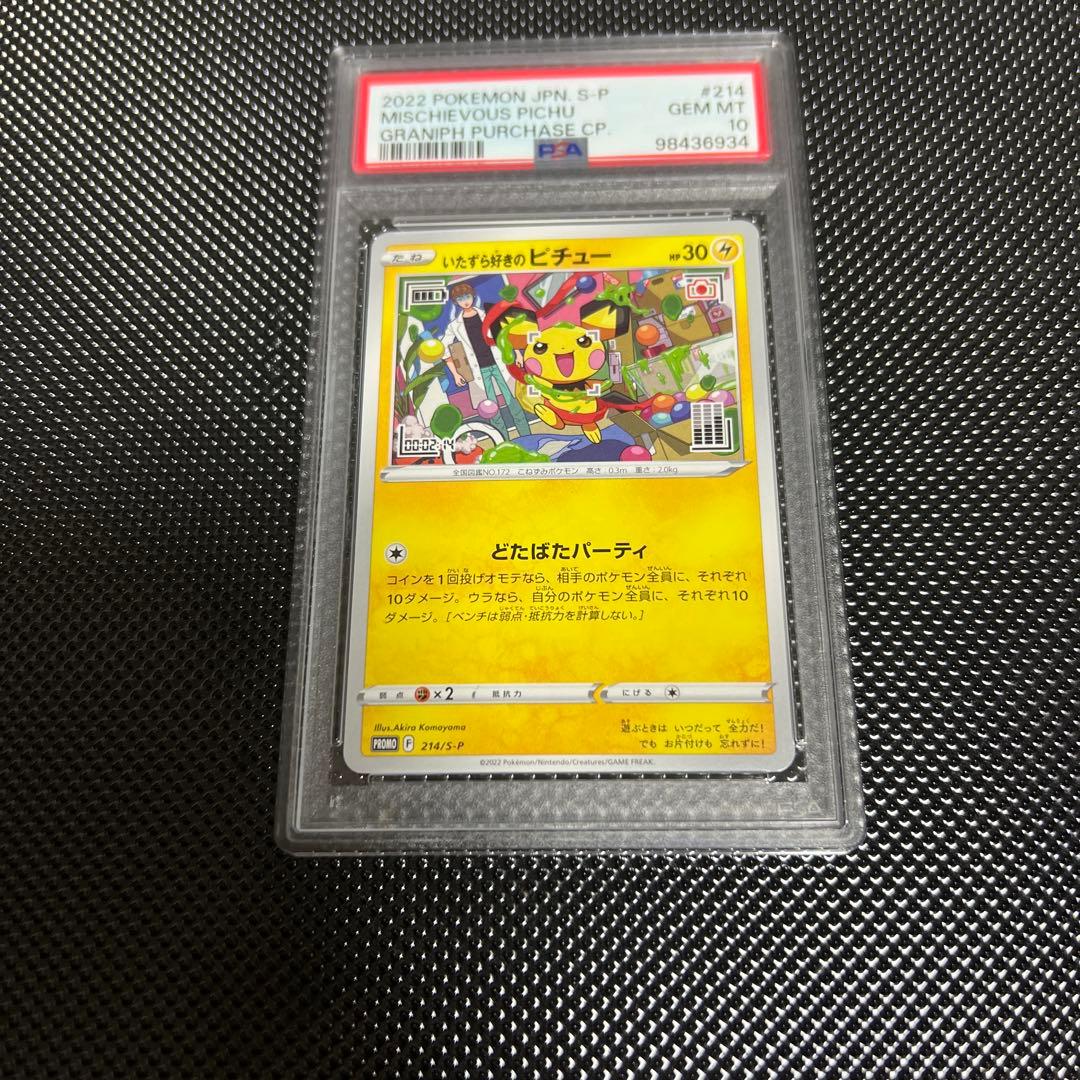 2022 POKEMON JPN. S-P #214
MISCHIEVOUS PICHU GEM MT
GRANIPH PURCHASE CP. 10
PSA 98436934
たね いたずら好きの ピチュー HP 30
00:02:14
全国図鑑NO.172 こねずみポケモン 高さ:0.3m 重さ:2.0kg
どたばたパーティ
コインを1回投げオモテなら、相手のポケモン全員に、それぞれ
10ダメージ。ウラなら、自分のポケモン全員に、それぞれ10
ダメージ。[ベンチは弱点・抵抗力を計算しない。]
弱点 ×2 抵抗力 にげる
Illus.Akira Komayama
PROMO F 214/S-P
遊ぶときは いつだって 全力だ!
でも お片付けも 忘れずに!
©2022 Pokémon/Nintendo/Creatures/GAME FREAK.